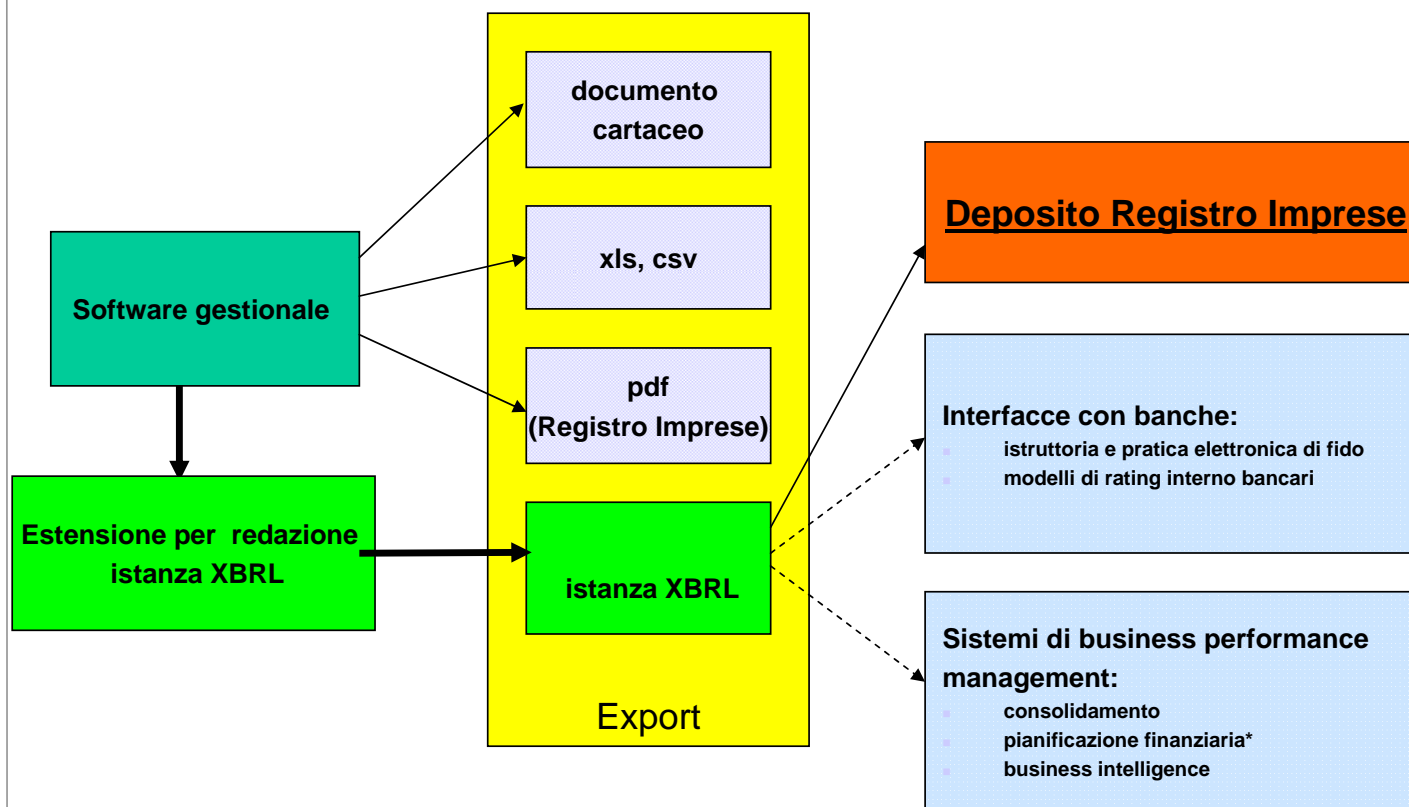 Software gestionale
Estensione per redazione
istanza XBRL
documento
cartaceo
xls, csv
pdf
(Registro Imprese)
istanza XBRL
Export
Deposito Registro Imprese
Interfacce con banche:
istruttoria e pratica elettronica di fido
modelli di rating interno bancari
Sistemi di business performance
management:
consolidamento
pianificazione finanziaria*
business intelligence